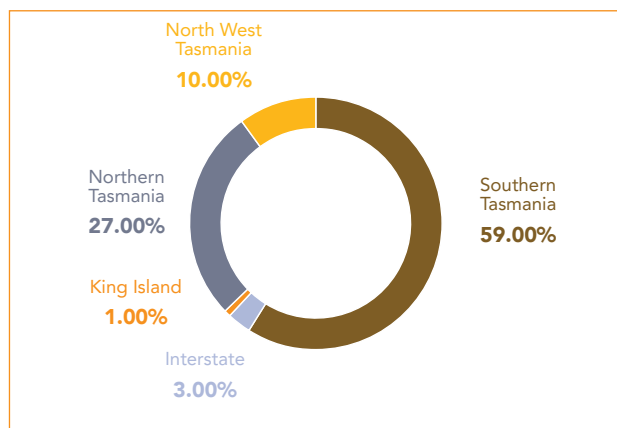 North West
Tasmania
10.00%
Northern
Tasmania
27.00%
Southern
Tasmania
59.00%
King Island
1.00%
Interstate
3.00%